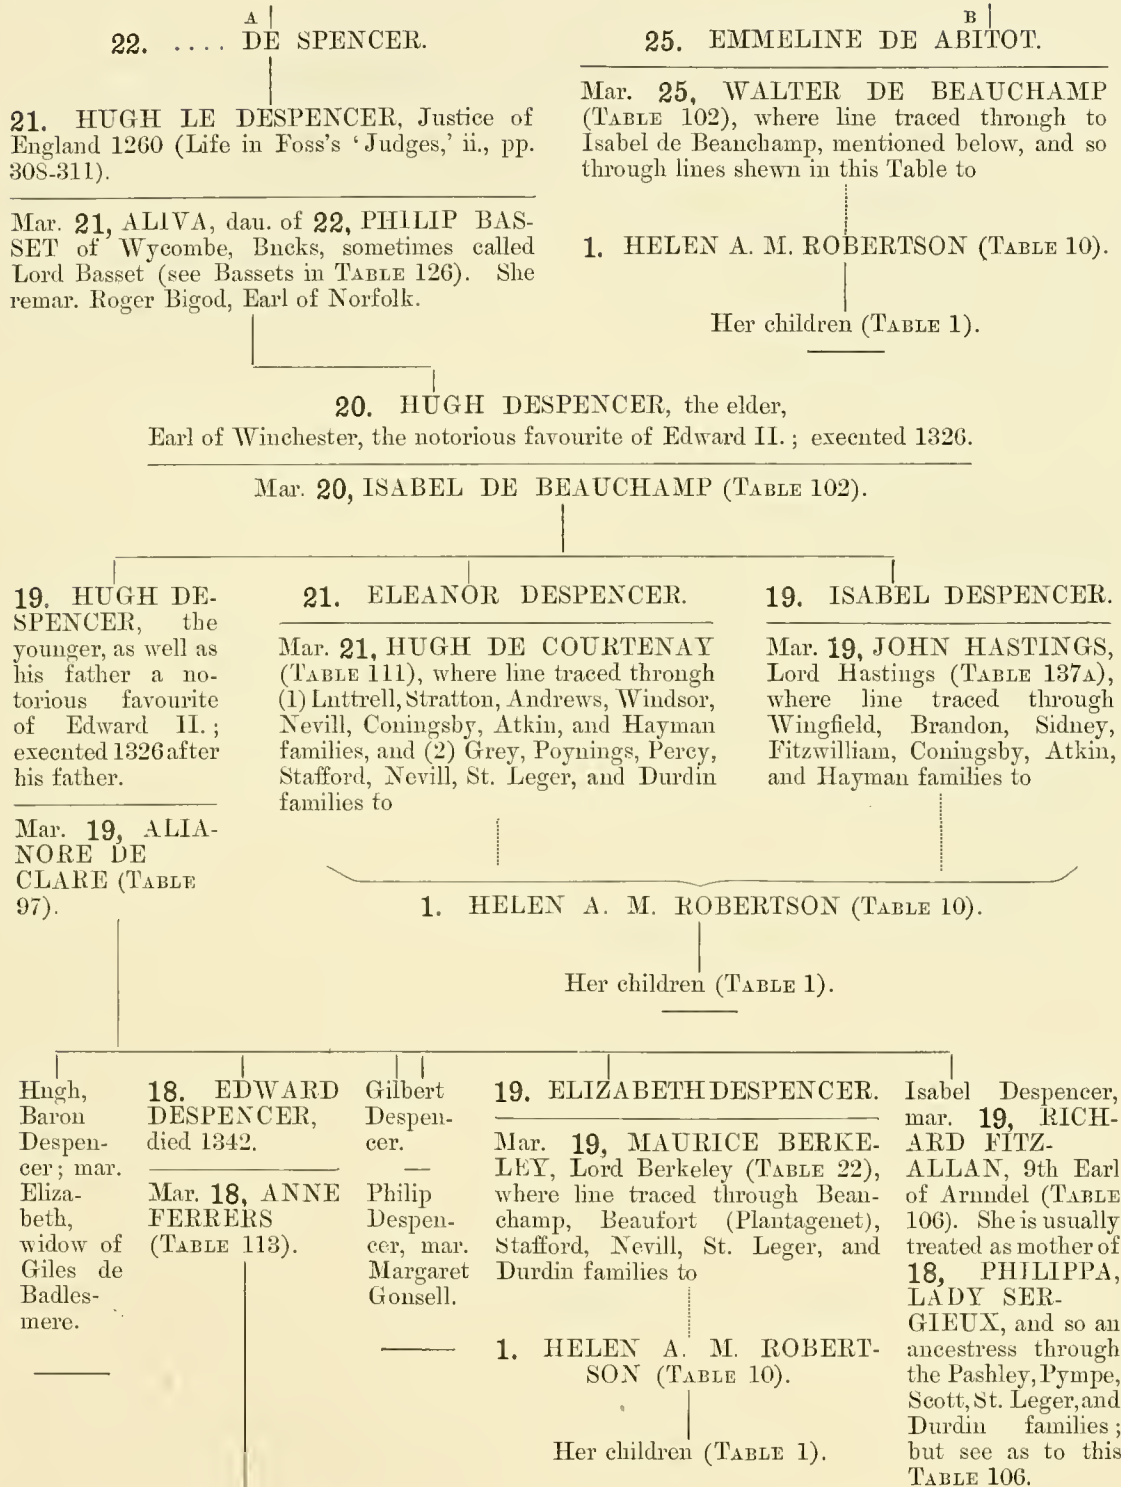 A
22. .... DE SPENCER.
21. HUGH LE DESPENCER, Justice of
England 1260 (Life in Foss's ‘Judges,’ ii., pp.
308-311).
Mar. 21, ALIVA, dau. of 22, PHILIP BAS-
SET of Wycombe, Bucks, sometimes called
Lord Basset (see Bassets in TABLE 126). She
remar. Roger Bigod, Earl of Norfolk.
B
25. EMMELINE DE ABITOT.
Mar. 25, WALTER DE BEAUCHAMP
(TABLE 102), where line traced through to
Isabel de Beauchamp, mentioned below, and so
through lines shewn in this Table to
1. HELEN A. M. ROBERTSON (TABLE 10).
Her children (TABLE 1).
20. HUGH DESPENCER, the elder,
Earl of Winchester, the notorious favourite of Edward II.; executed 1326.
Mar. 20, ISABEL DE BEAUCHAMP (TABLE 102).
19. HUGH DE-
SPENCER, the
younger, as well as
his father a no-
torious favourite
of Edward II.;
executed 1326 after
his father.
Mar. 19, ALIA-
NORE DE
CLARE (TABLE
97).
21. ELEANOR DESPENCER.
Mar. 21, HUGH DE COURTENAY
(TABLE 111), where line traced through
(1) Luttrell, Stratton, Andrews, Windsor,
Nevill, Coningsby, Atkin, and Hayman
families, and (2) Grey, Poynings, Percy,
Stafford, Nevill, St. Leger, and Durdin
families to
19. ISABEL DESPENCER.
Mar. 19, JOHN HASTINGS,
Lord Hastings (TABLE 137A),
where line traced through
Wingfield, Brandon, Sidney,
Fitzwilliam, Coningsby, Atkin,
and Hayman families to
1. HELEN A. M. ROBERTSON (TABLE 10).
Her children (TABLE 1).
Hugh,
Baron
Despen-
cer; mar.
Eliza-
beth,
widow of
Giles de
Badles-
mere.
18. EDWARD
DESPENCER,
died 1342.
Mar. 18, ANNE
FERRERS
(TABLE 113).
Gilbert
Despen-
cer.
Philip
Despen-
cer, mar.
Margaret
Gousell.
19. ELIZABETH DESPENCER.
Mar. 19, MAURICE BERKE-
LEY, Lord Berkeley (TABLE 22),
where line traced through Beau-
champ, Beaufort (Plantagenet),
Stafford, Nevill, St. Leger, and
Durdin families to
1. HELEN A. M. ROBERT-
SON (TABLE 10).
Her children (TABLE 1).
Isabel Despencer,
mar. 19, RICH-
ARD FITZ-
ALLAN, 9th Earl
of Arundel (TABLE
106). She is usually
treated as mother of
18, PHILIPPA,
LADY SER-
GIEUX, and so an
ancestress through
the Pashley, Pympe,
Scott, St. Leger, and
Durdin families;
but see as to this
TABLE 106.